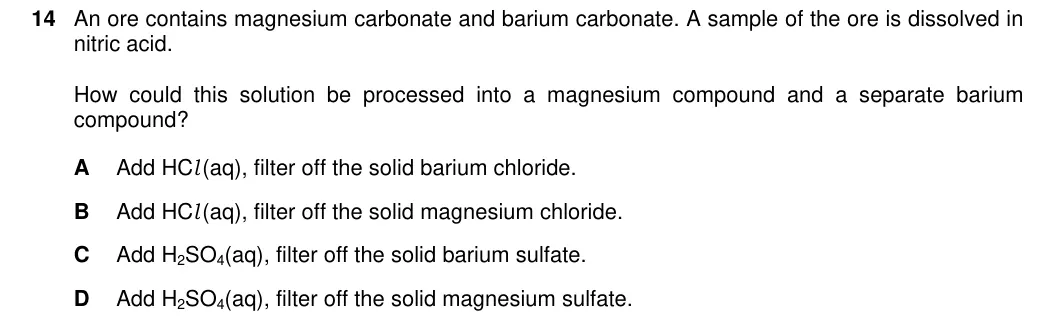 14 An ore contains magnesium carbonate and barium carbonate. A sample of the ore is dissolved in
nitric acid.
How could this solution be processed into a magnesium compound and a separate barium
compound?
A Add HCl(aq), filter off the solid barium chloride.
B Add HCl(aq), filter off the solid magnesium chloride.
C Add H₂SO₄(aq), filter off the solid barium sulfate.
D Add H₂SO₄(aq), filter off the solid magnesium sulfate.